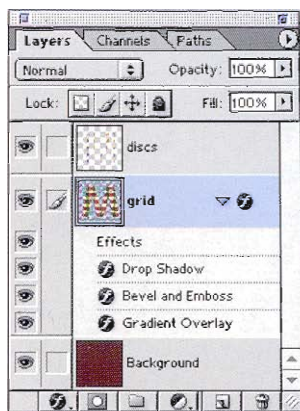 Layers Channels Paths
Normal Opacity: 100%
Lock: Fill: 100%
discs
grid
Effects
Drop Shadow
Bevel and Emboss
Gradient Overlay
Background